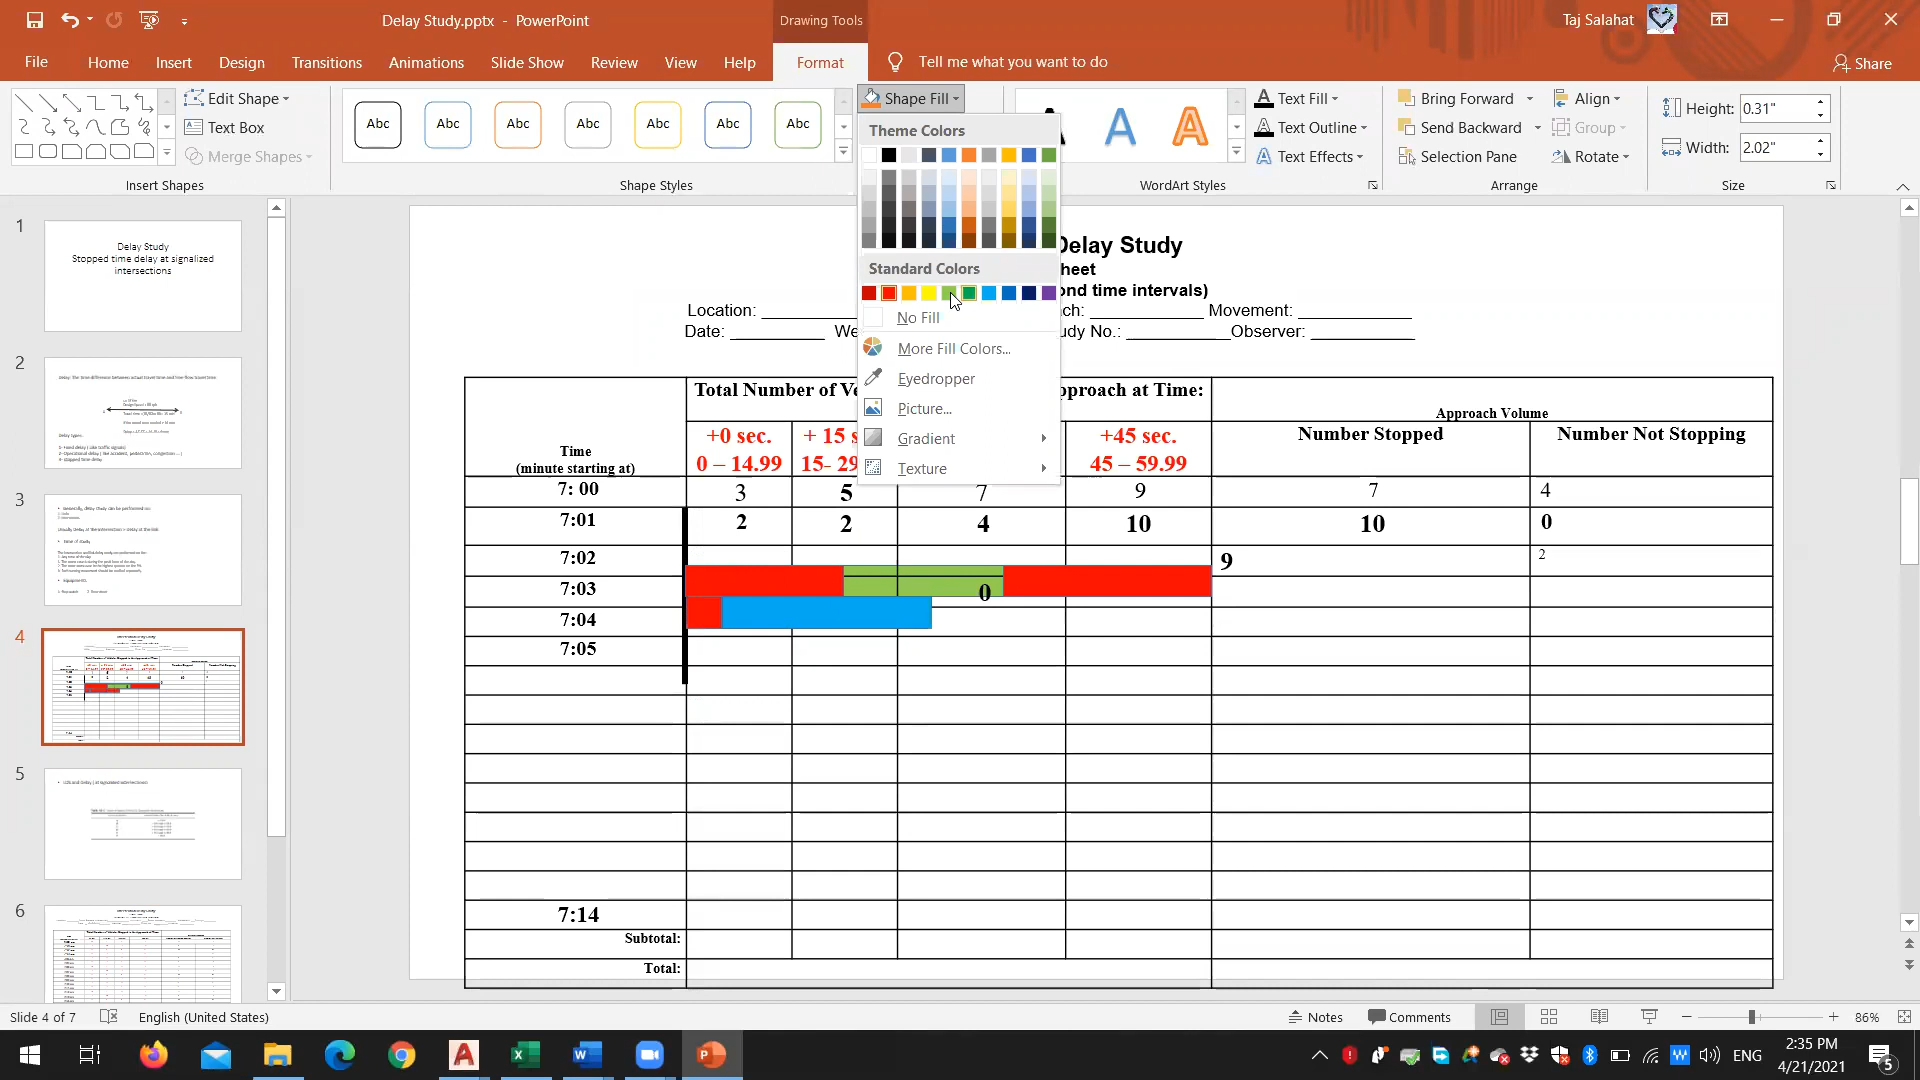 Delay Study.pptx - PowerPoint
Drawing Tools
Taj Salahat
File
Home
Insert
Design
Transitions
Animations
Slide Show
Review
View
Help
Format
Tell me what you want to do
Share
Edit Shape
Text Box
Merge Shapes
Insert Shapes
Abc Abc Abc Abc Abc Abc Abc
Shape Styles
Shape Fill
Theme Colors
Standard Colors
No Fill
More Fill Colors...
Eyedropper
Picture...
Gradient
Texture
Text Fill
Text Outline
Text Effects
WordArt Styles
Bring Forward
Send Backward
Selection Pane
Align
Group
Rotate
Arrange
Height: 0.31"
Width: 2.02"
Size
1
Delay Study
Stopped time delay at signalized
intersections
2
3
4
5
6
Delay Study
heet
ond time intervals)
Location: We ch: Movement:
Date: udy No.: Observer:
Total Number of Ve pproach at Time:
Approach Volume
Time
(minute starting at)
+0 sec.
0 – 14.99
+ 15 s
15- 29
+45 sec.
45 – 59.99
Number Stopped
Number Not Stopping
7: 00 3 5 7 9 7 4
7:01 2 2 4 10 10 0
7:02 9 2
7:03 0
7:04
7:05
7:14
Subtotal:
Total:
Slide 4 of 7
English (United States)
Notes
Comments
86%
ENG
2:35 PM
4/21/2021
5